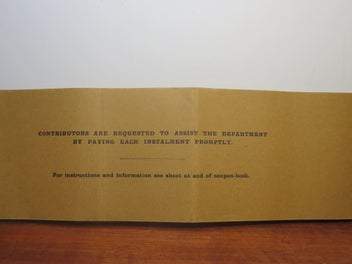 CONTRIBUTORS ARE REQUESTED TO ASSIST THE DEPARTMENT
BY PAYING EACH INSTALMENT PROMPTLY.
For instructions and information see sheet at end of coupon-book.